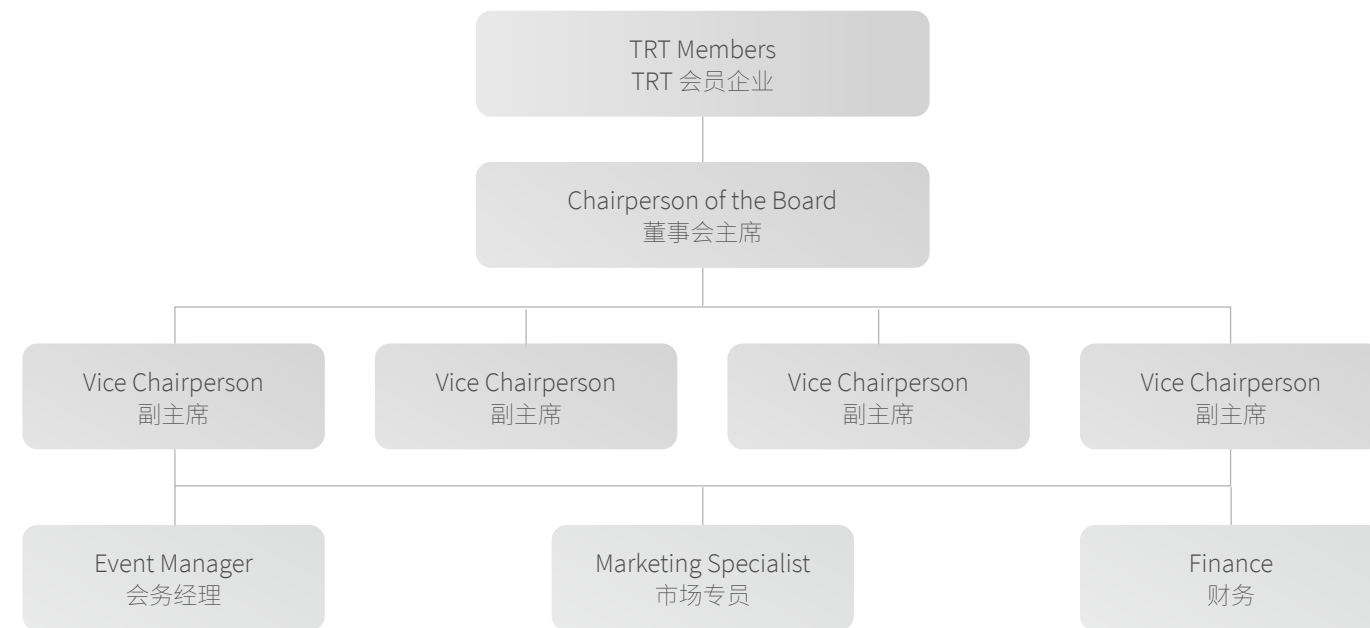 TRT Members
TRT 会员企业
Chairperson of the Board
董事会主席
Vice Chairperson
副主席
Vice Chairperson
副主席
Vice Chairperson
副主席
Vice Chairperson
副主席
Event Manager
会务经理
Marketing Specialist
市场专员
Finance
财务